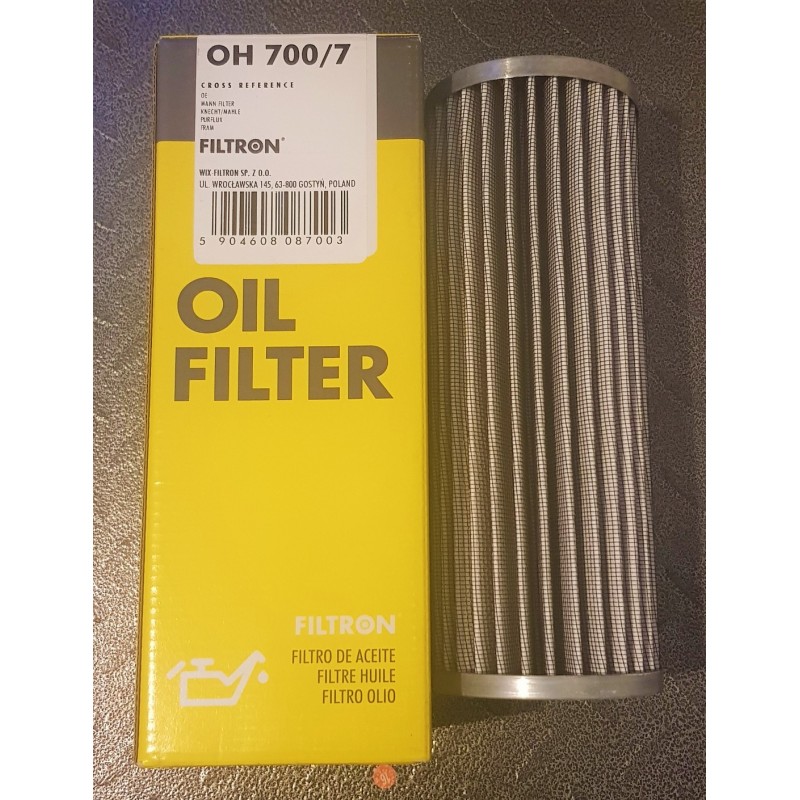 OH 700/7
CROSS REFERENCE
OE
MANN FILTER
KNECHT/MAHLE
PURFLUX
FRAM
FILTRON®
WIX-FILTRON SP. Z O.O.
UL. WROCŁAWSKA 145, 63-800 GOSTYŃ, POLAND
5 904608 087003
OIL
FILTER
FILTRON
FILTRO DE ACEITE
FILTRE HUILE
FILTRO OLIO